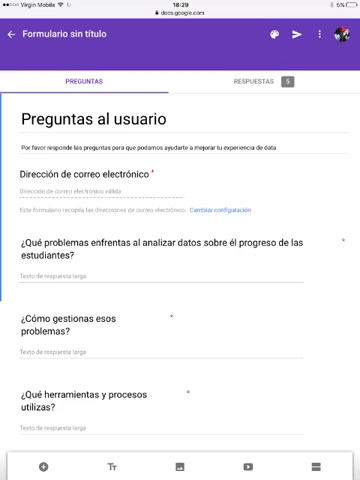 Virgin Mobile
18:29
5%
docs.google.com
Formulario sin título
PREGUNTAS
RESPUESTAS 5
Preguntas al usuario
Por favor responde las preguntas para que podamos ayudarte a mejorar tu experiencia de data
Dirección de correo electrónico *
Dirección de correo electrónico válida
Este formulario recopila las direcciones de correo electrónico. Cambiar configuración
¿Qué problemas enfrentas al analizar datos sobre él progreso de las *
estudiantes?
Texto de respuesta larga
¿Cómo gestionas esos *
problemas?
Texto de respuesta larga
¿Qué herramientas y procesos *
utilizas?
Texto de respuesta larga
Tт